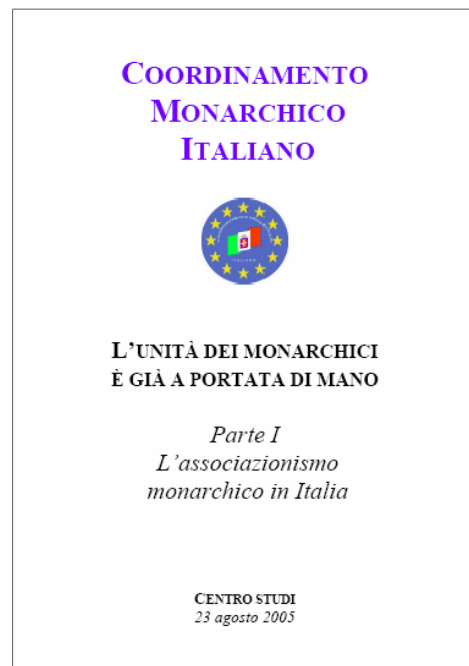 COORDINAMENTO
MONARCHICO
ITALIANO
ITALIANO
L'UNITÀ DEI MONARCHICI
È GIÀ A PORTATA DI MANO
Parte I
L'associazionismo
monarchico in Italia
CENTRO STUDI
23 agosto 2005